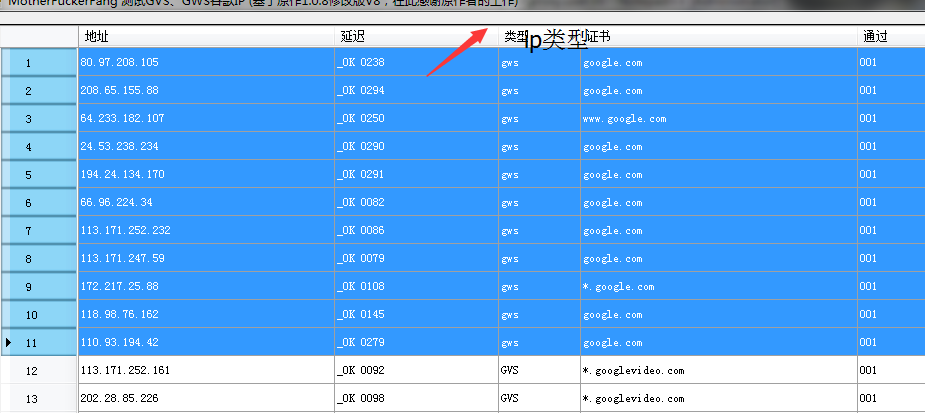 MotherFuckerFang 测试GVS、GWS谷歌IP (基于原作1.0.8修改版V8，在此感谢原作者的工作)
地址 延迟 类型 ip类型 证书 通过
1 80.97.208.105 _OK 0238 gws google.com 001
2 208.65.155.88 _OK 0294 gws google.com 001
3 64.233.182.107 _OK 0250 gws www.google.com 001
4 24.53.238.234 _OK 0290 gws google.com 001
5 194.24.134.170 _OK 0291 gws google.com 001
6 66.96.224.34 _OK 0082 gws google.com 001
7 113.171.252.232 _OK 0086 gws google.com 001
8 113.171.247.59 _OK 0079 gws google.com 001
9 172.217.25.88 _OK 0108 gws *.google.com 001
10 118.98.76.162 _OK 0145 gws google.com 001
11 110.93.194.42 _OK 0279 gws google.com 001
12 113.171.252.161 _OK 0092 GVS *.googlevideo.com 001
13 202.28.85.226 _OK 0098 GVS *.googlevideo.com 001